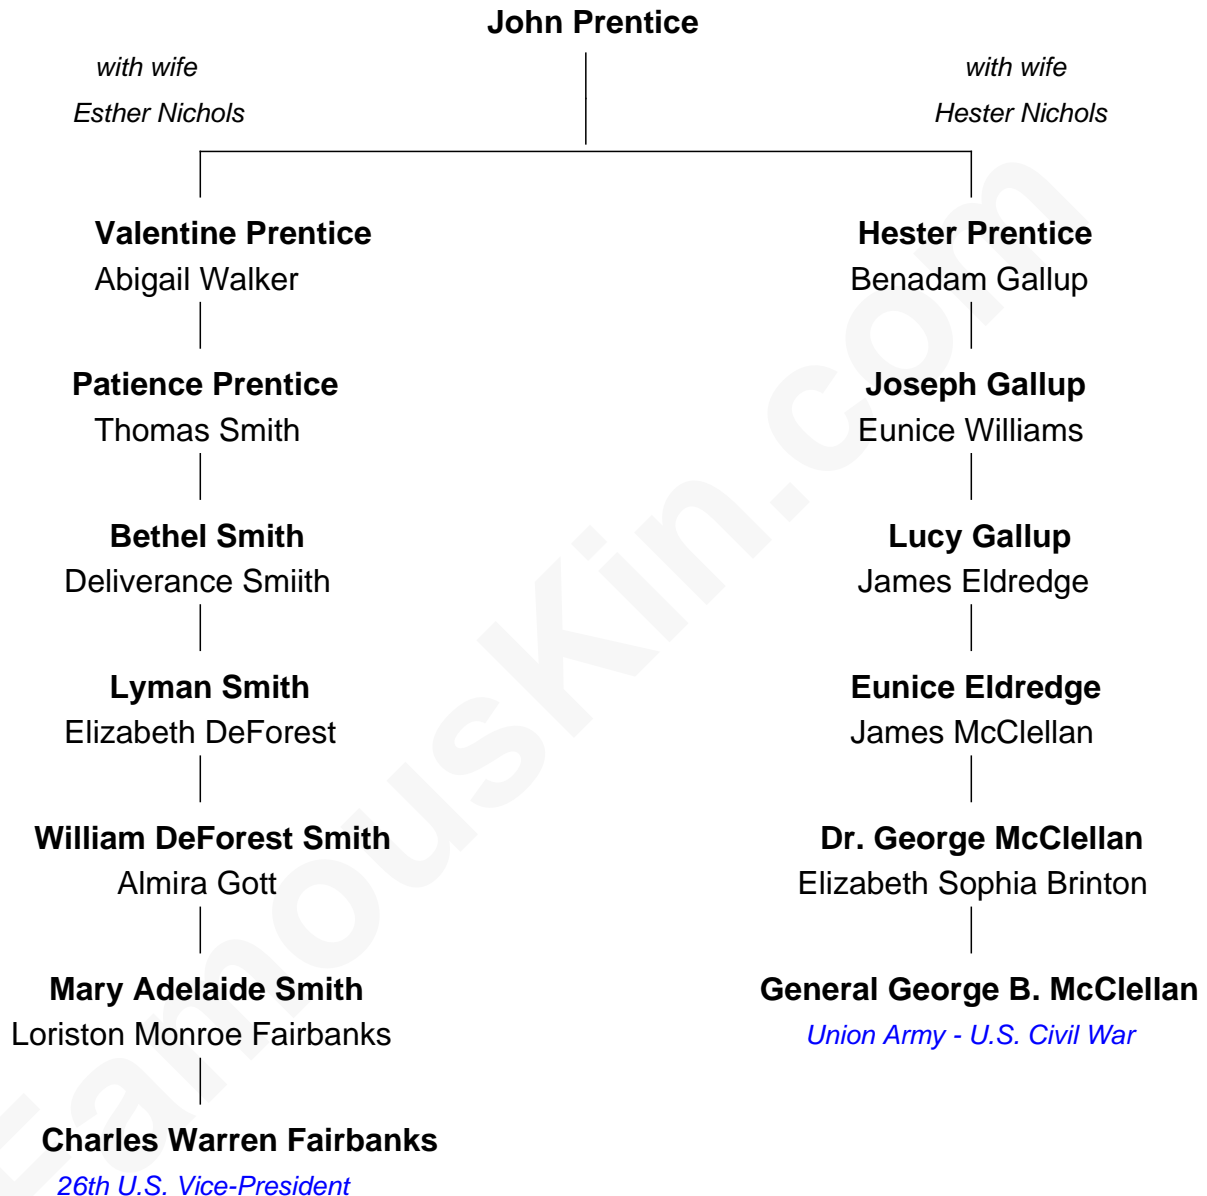 John Prentice
with wife
Esther Nichols
with wife
Hester Nichols
Valentine Prentice
Abigail Walker
Hester Prentice
Benadam Gallup
Patience Prentice
Thomas Smith
Joseph Gallup
Eunice Williams
Bethel Smith
Deliverance Smiith
Lucy Gallup
James Eldredge
Lyman Smith
Elizabeth DeForest
Eunice Eldredge
James McClellan
William DeForest Smith
Almira Gott
Dr. George McClellan
Elizabeth Sophia Brinton
Mary Adelaide Smith
Loriston Monroe Fairbanks
General George B. McClellan
Union Army - U.S. Civil War
Charles Warren Fairbanks
26th U.S. Vice-President
FamousKin.com